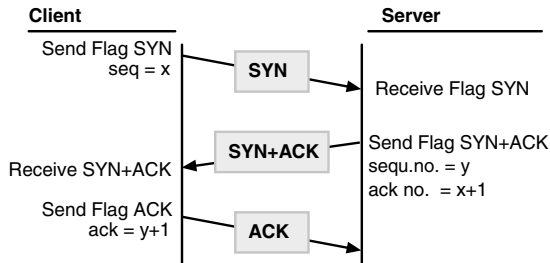 Client
Server
Send Flag SYN
seq = x
SYN
Receive Flag SYN
SYN+ACK
Send Flag SYN+ACK
sequ.no. = y
ack no.  = x+1
Receive SYN+ACK
Send Flag ACK
ack = y+1
ACK